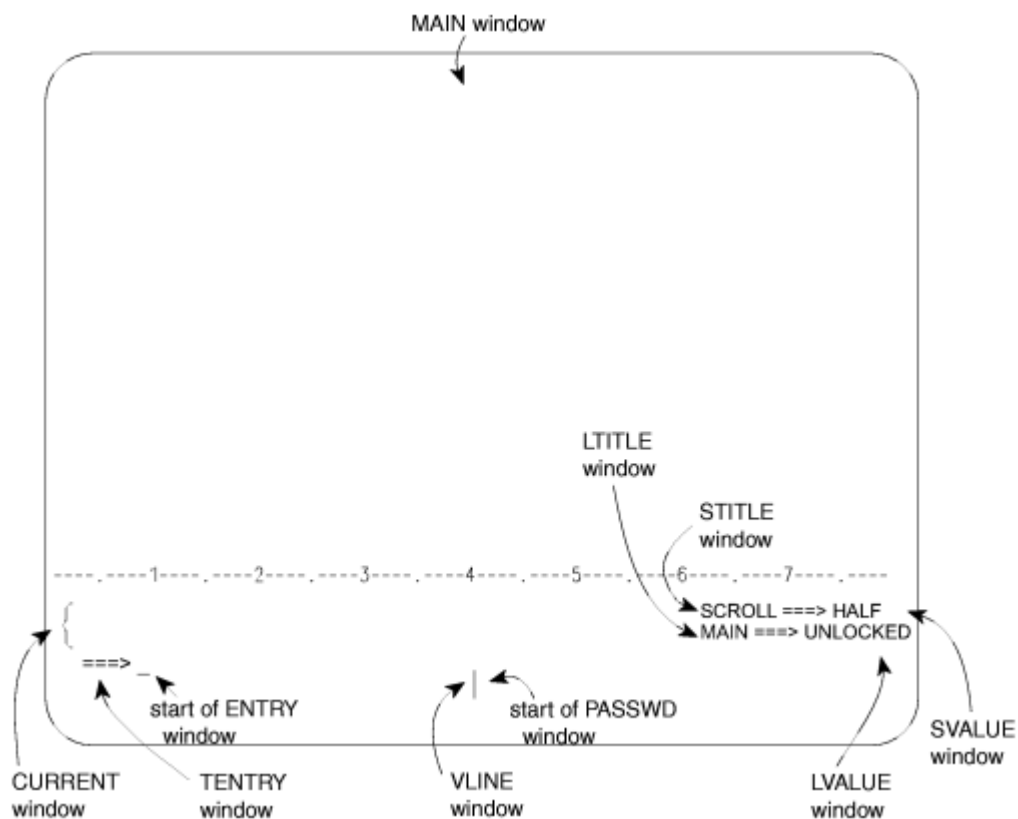 MAIN window
LTITLE
window
STITLE
window
----.----1----.----2----.----3----.----4----.----5----.----6----.----7----.----
SCROLL ===> HALF
MAIN ===> UNLOCKED
===> _
start of ENTRY
window
start of PASSWD
window
SVALUE
window
CURRENT
window
TENTRY
window
VLINE
window
LVALUE
window